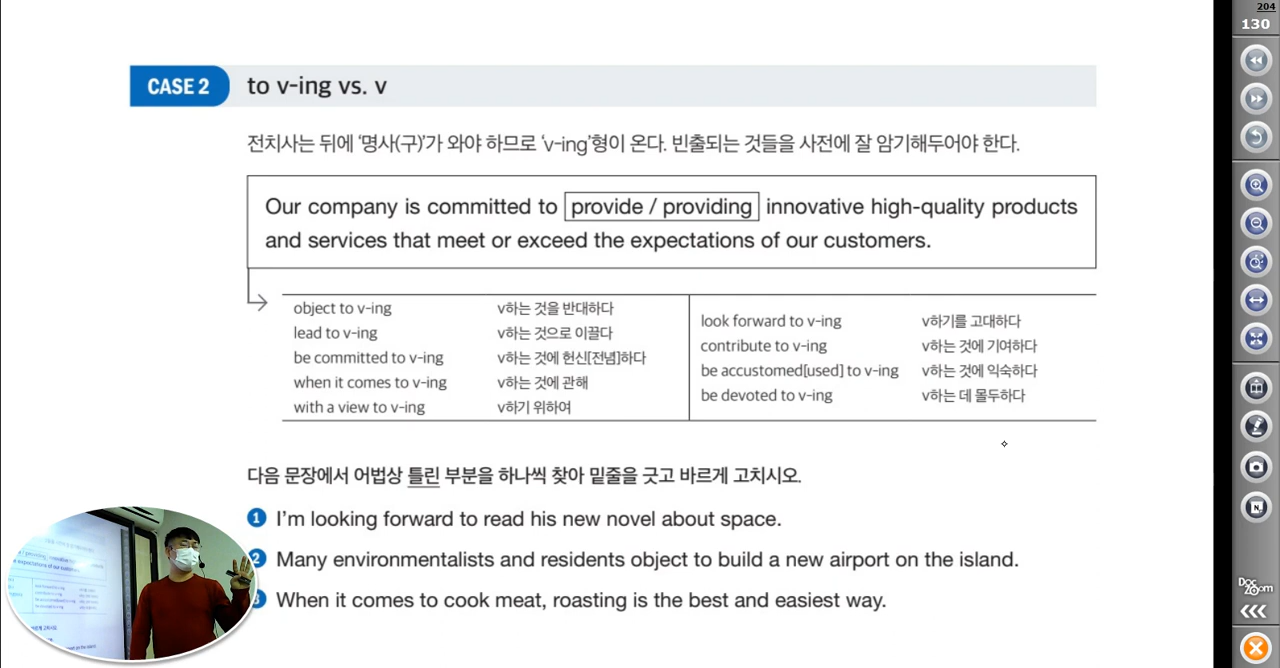 204
130
CASE 2 to v-ing vs. v
전치사는 뒤에 '명사(구)'가 와야 하므로 'v-ing'형이 온다. 빈출되는 것들을 사전에 잘 암기해두어야 한다.
Our company is committed to provide / providing innovative high-quality products
and services that meet or exceed the expectations of our customers.
object to v-ing v하는 것을 반대하다
lead to v-ing v하는 것으로 이끌다
be committed to v-ing v하는 것에 헌신[전념]하다
when it comes to v-ing v하는 것에 관해
with a view to v-ing v하기 위하여
look forward to v-ing v하기를 고대하다
contribute to v-ing v하는 것에 기여하다
be accustomed[used] to v-ing v하는 것에 익숙하다
be devoted to v-ing v하는 데 몰두하다
다음 문장에서 어법상 틀린 부분을 하나씩 찾아 밑줄을 긋고 바르게 고치시오.
1 I'm looking forward to read his new novel about space.
2 Many environmentalists and residents object to build a new airport on the island.
3 When it comes to cook meat, roasting is the best and easiest way.
DocZoom